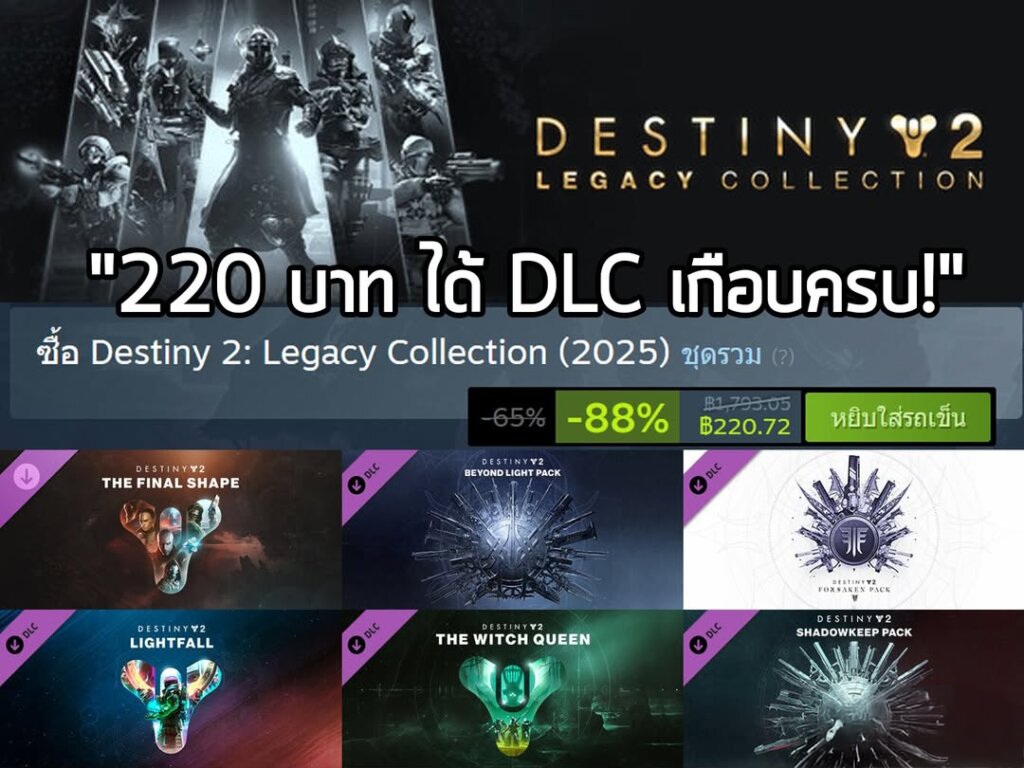 DESTINY 2
LEGACY COLLECTION
"220 บาท ได้ DLC เกือบครบ!"
ซื้อ Destiny 2: Legacy Collection (2025) ชุดรวม (?)
-65% -88% ฿1,793.05
฿220.72
หยิบใส่รถเข็น
DESTINY 2
THE FINAL SHAPE
DLC
DESTINY 2
BEYOND LIGHT PACK
DLC
DESTINY 2
FORSAKEN PACK
DLC
DESTINY 2
LIGHTFALL
DLC
DESTINY 2
THE WITCH QUEEN
DLC
DESTINY 2
SHADOWKEEP PACK